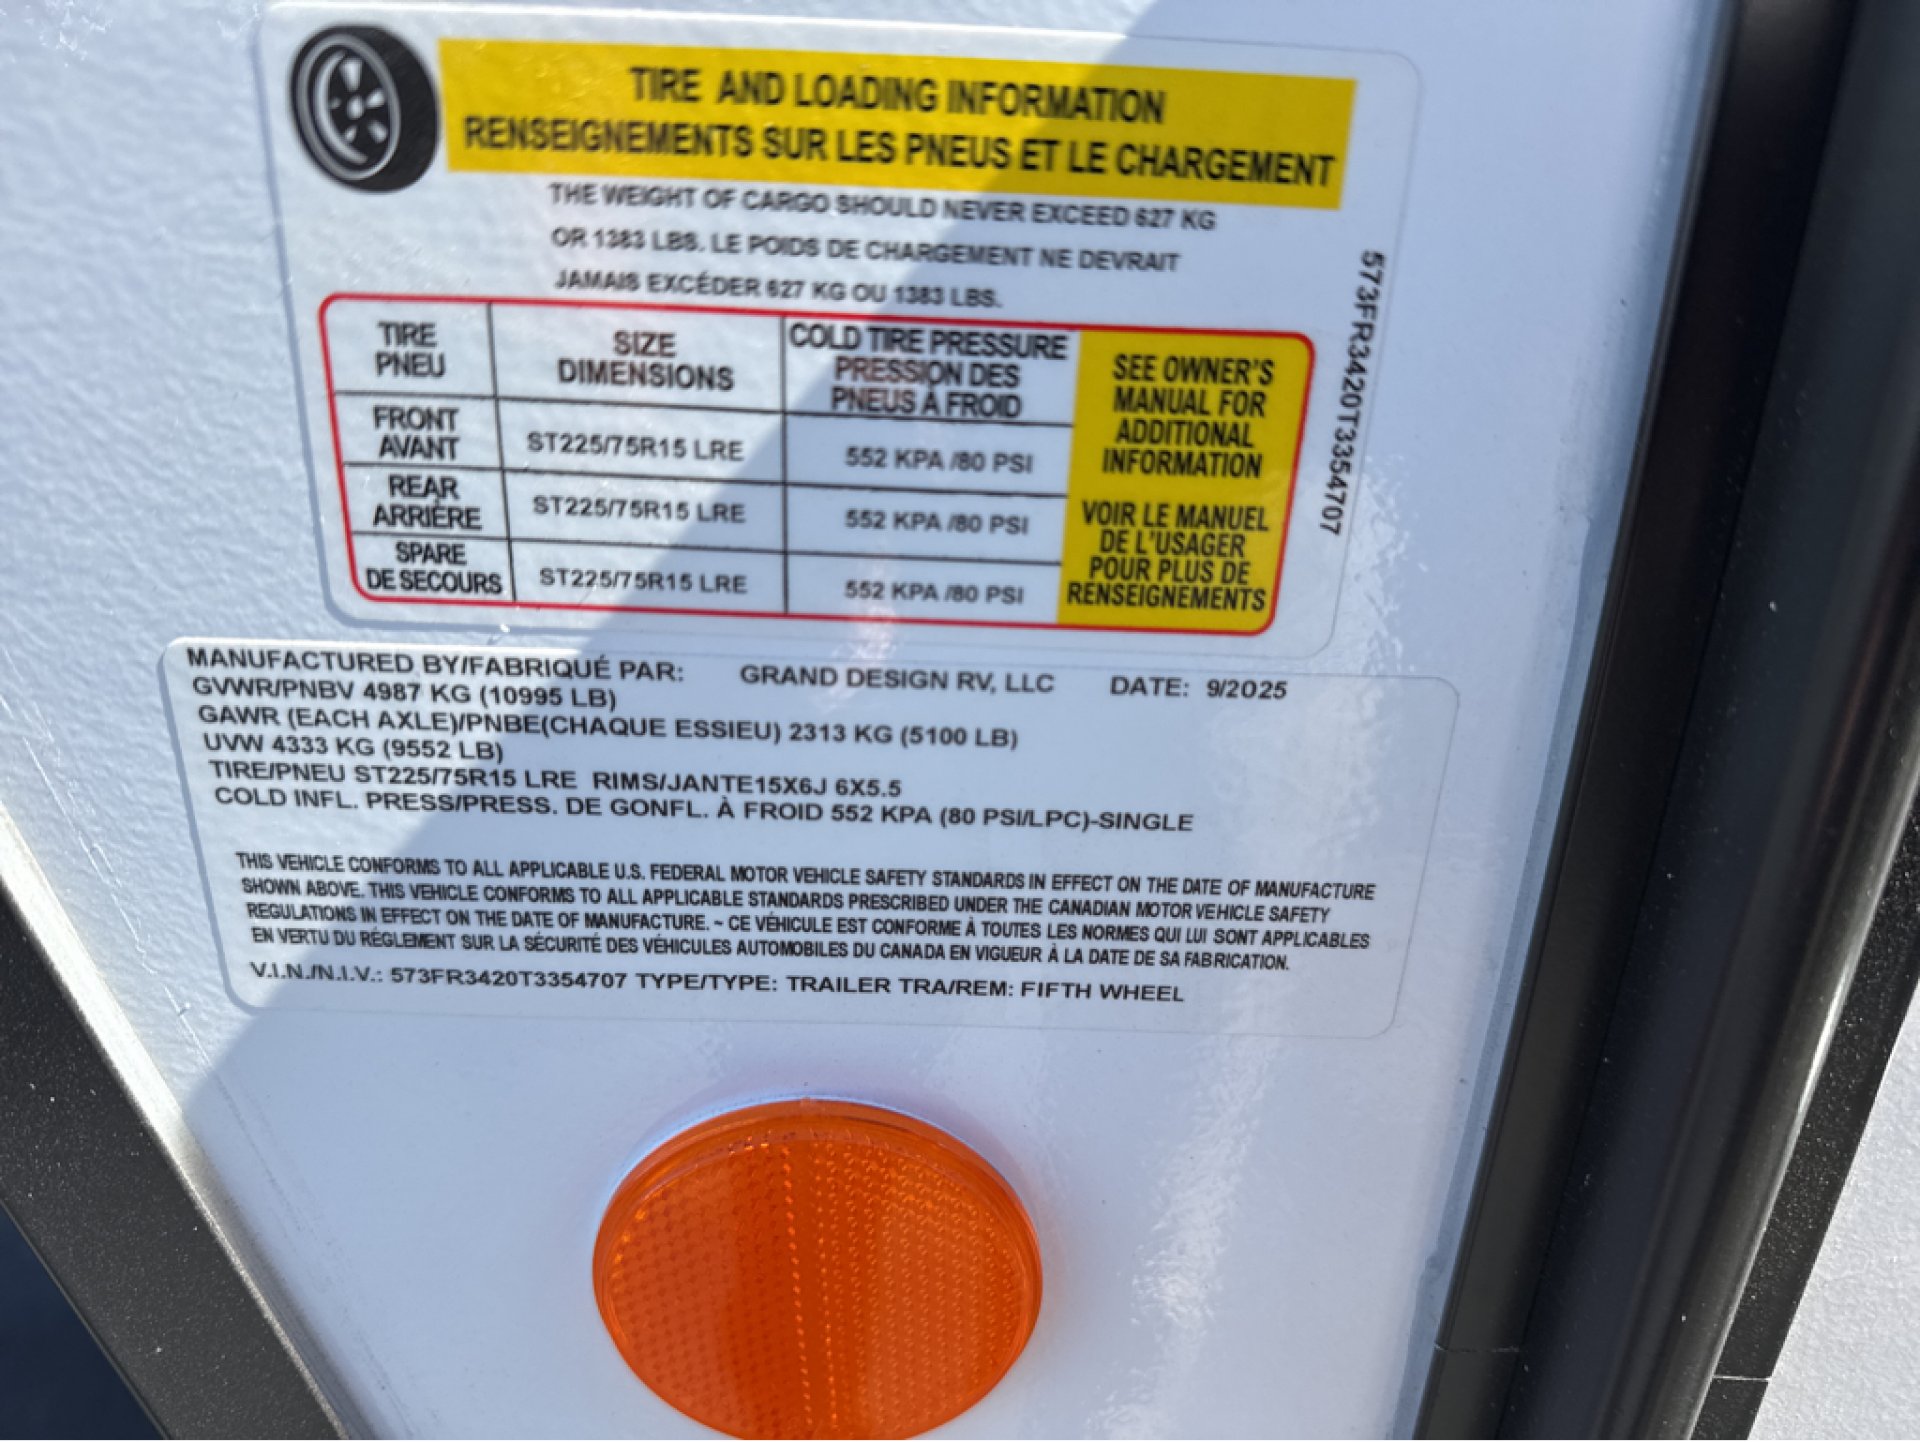 TIRE AND LOADING INFORMATION
RENSEIGNEMENTS SUR LES PNEUS ET LE CHARGEMENT
THE WEIGHT OF CARGO SHOULD NEVER EXCEED 627 KG
OR 1383 LBS. LE POIDS DE CHARGEMENT NE DEVRAIT
JAMAIS EXCÉDER 627 KG OU 1383 LBS.
TIRE
PNEU
SIZE
DIMENSIONS
COLD TIRE PRESSURE
PRESSION DES
PNEUS À FROID
FRONT
AVANT
ST225/75R15 LRE
552 KPA /80 PSI
REAR
ARRIÈRE
ST225/75R15 LRE
552 KPA /80 PSI
SPARE
DE SECOURS
ST225/75R15 LRE
552 KPA /80 PSI
SEE OWNER'S
MANUAL FOR
ADDITIONAL
INFORMATION
VOIR LE MANUEL
DE L'USAGER
POUR PLUS DE
RENSEIGNEMENTS
573FR3420T3354707
MANUFACTURED BY/FABRIQUÉ PAR: GRAND DESIGN RV, LLC DATE: 9/2025
GVWR/PNBV 4987 KG (10995 LB)
GAWR (EACH AXLE)/PNBE(CHAQUE ESSIEU) 2313 KG (5100 LB)
UVW 4333 KG (9552 LB)
TIRE/PNEU ST225/75R15 LRE RIMS/JANTE15X6J 6X5.5
COLD INFL. PRESS/PRESS. DE GONFL. À FROID 552 KPA (80 PSI/LPC)-SINGLE
THIS VEHICLE CONFORMS TO ALL APPLICABLE U.S. FEDERAL MOTOR VEHICLE SAFETY STANDARDS IN EFFECT ON THE DATE OF MANUFACTURE
SHOWN ABOVE. THIS VEHICLE CONFORMS TO ALL APPLICABLE STANDARDS PRESCRIBED UNDER THE CANADIAN MOTOR VEHICLE SAFETY
REGULATIONS IN EFFECT ON THE DATE OF MANUFACTURE. ~ CE VÉHICULE EST CONFORME À TOUTES LES NORMES QUI LUI SONT APPLICABLES
EN VERTU DU RÉGLEMENT SUR LA SÉCURITÉ DES VÉHICULES AUTOMOBILES DU CANADA EN VIGUEUR À LA DATE DE SA FABRICATION.
V.I.N./N.I.V.: 573FR3420T3354707 TYPE/TYPE: TRAILER TRA/REM: FIFTH WHEEL